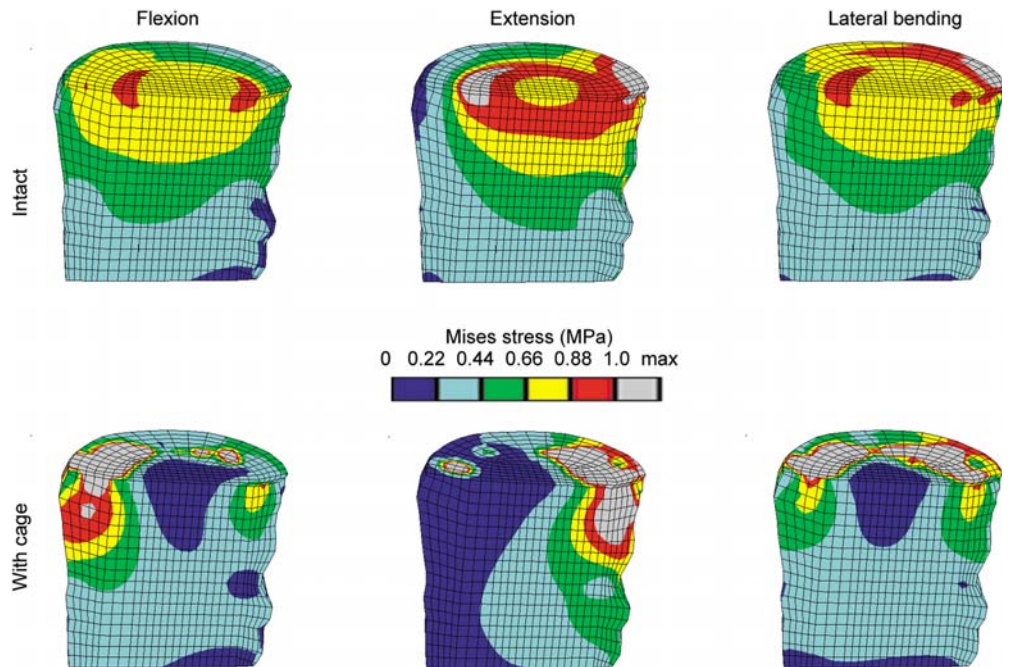 Flexion Extension Lateral bending
Intact
Mises stress (MPa)
0 0.22 0.44 0.66 0.88 1.0 max
With cage